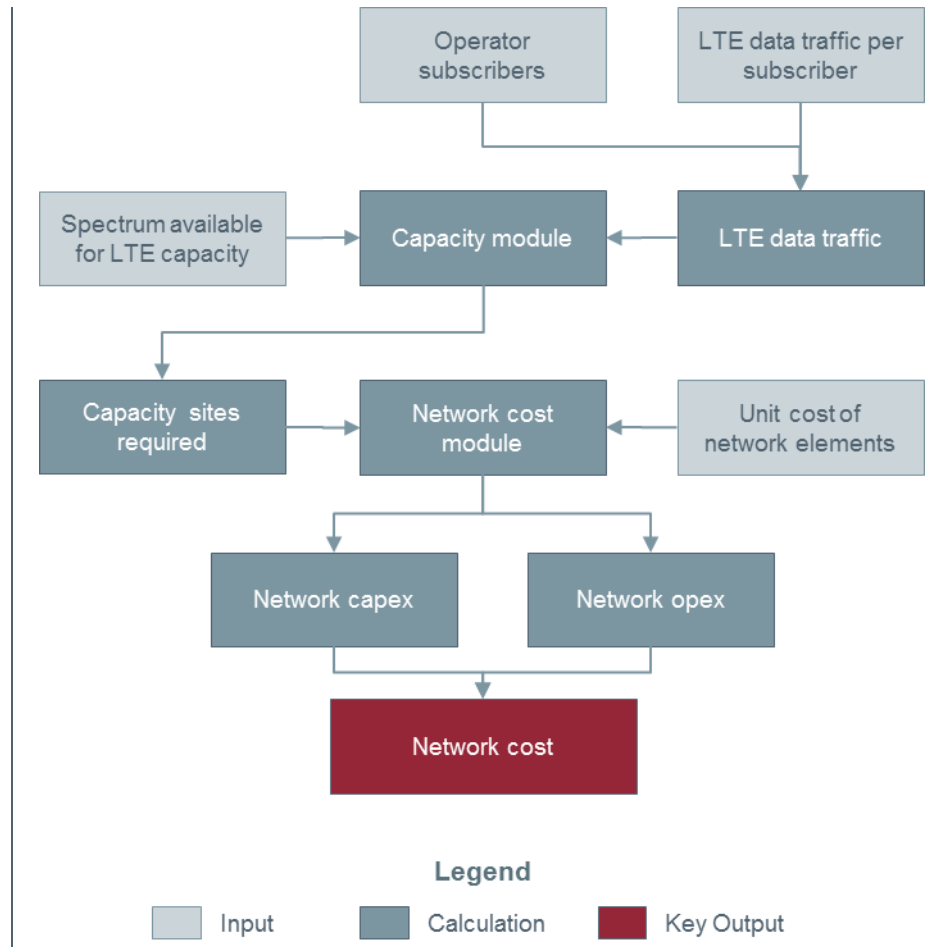 Operator
subscribers
LTE data traffic per
subscriber
Spectrum available
for LTE capacity
Capacity module
LTE data traffic
Capacity sites
required
Network cost
module
Unit cost of
network elements
Network capex
Network opex
Network cost
Legend
Input
Calculation
Key Output